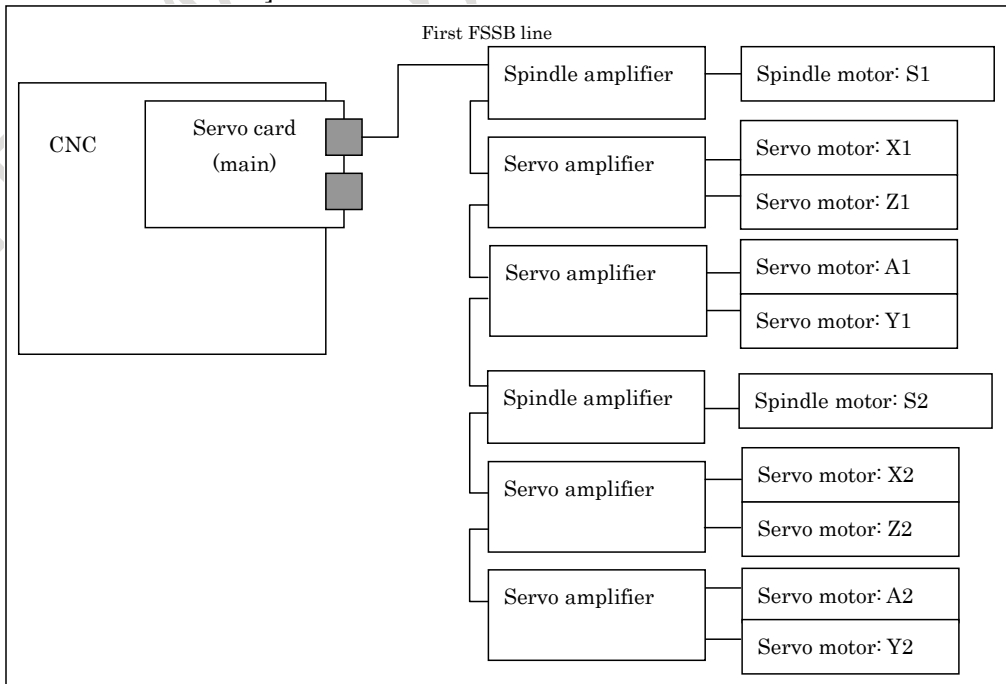 ]
First FSSB line
CNC
Servo card
(main)
Spindle amplifier
Spindle motor: S1
Servo amplifier
Servo motor: X1
Servo motor: Z1
Servo amplifier
Servo motor: A1
Servo motor: Y1
Spindle amplifier
Spindle motor: S2
Servo amplifier
Servo motor: X2
Servo motor: Z2
Servo amplifier
Servo motor: A2
Servo motor: Y2